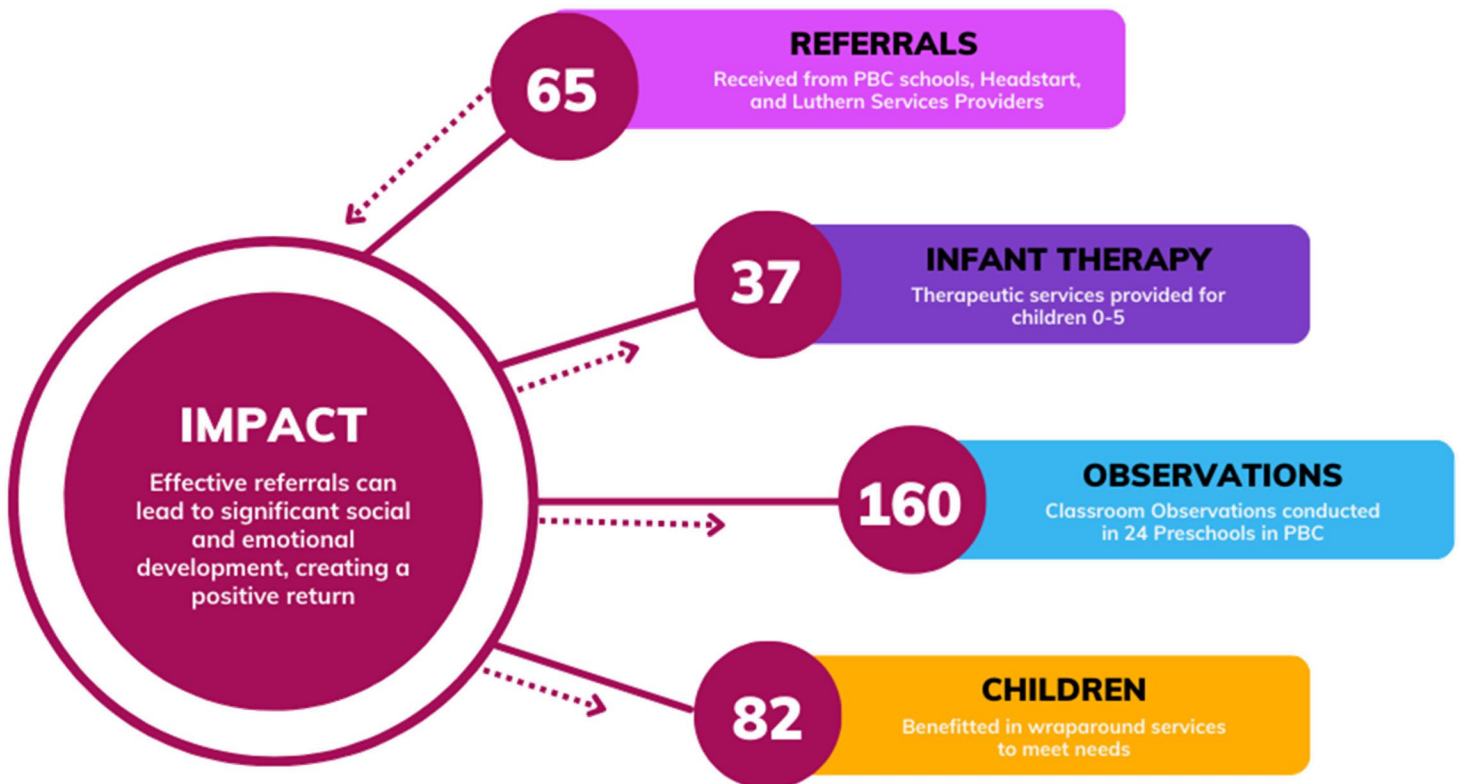 65
REFERRALS
Received from PBC schools, Headstart,
and Luthern Services Providers
37
INFANT THERAPY
Therapeutic services provided for
children 0-5
IMPACT
Effective referrals can
lead to significant social
and emotional
development, creating a
positive return
160
OBSERVATIONS
Classroom Observations conducted
in 24 Preschools in PBC
82
CHILDREN
Benefitted in wraparound services
to meet needs